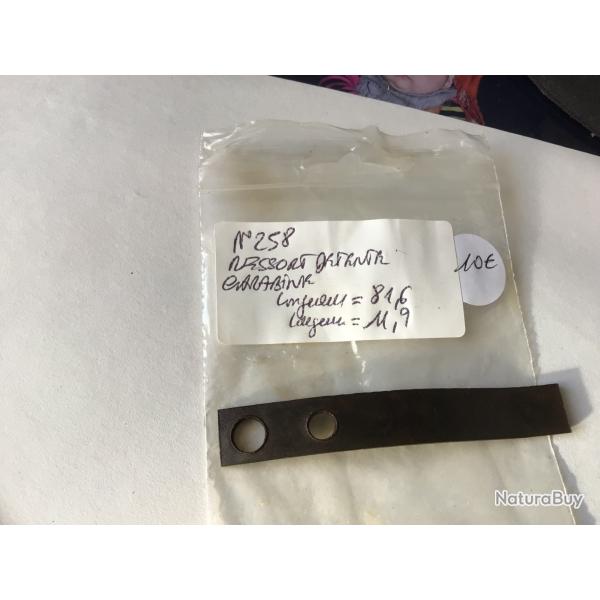 N° 258
RESSORT DETENTE
CARABINE
Longueur = 81,6
Largeur = 11,9
10€
NaturaBuy